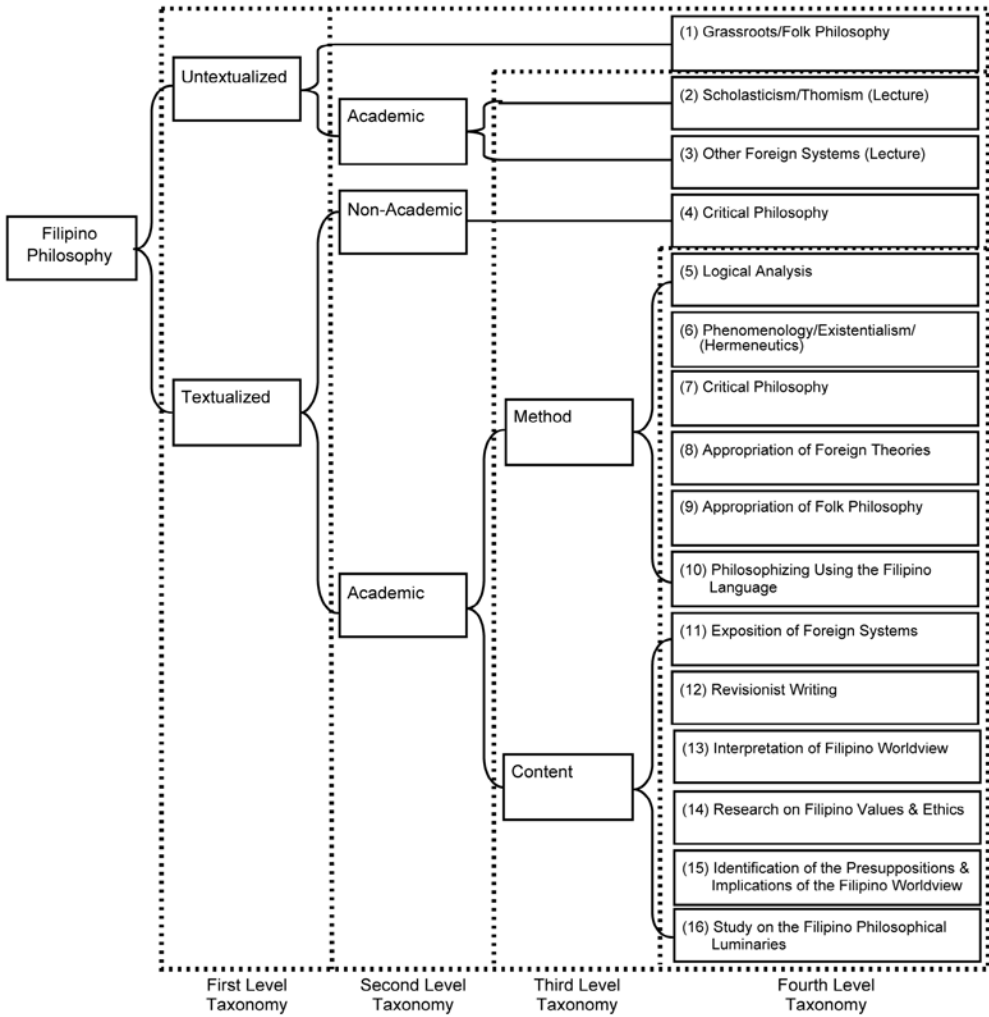 Filipino
Philosophy
Untextualized
Textualized
Academic
Non-Academic
Academic
Method
Content
(1) Grassroots/Folk Philosophy
(2) Scholasticism/Thomism (Lecture)
(3) Other Foreign Systems (Lecture)
(4) Critical Philosophy
(5) Logical Analysis
(6) Phenomenology/Existentialism/
(Hermeneutics)
(7) Critical Philosophy
(8) Appropriation of Foreign Theories
(9) Appropriation of Folk Philosophy
(10) Philosophizing Using the Filipino
Language
(11) Exposition of Foreign Systems
(12) Revisionist Writing
(13) Interpretation of Filipino Worldview
(14) Research on Filipino Values & Ethics
(15) Identification of the Presuppositions &
Implications of the Filipino Worldview
(16) Study on the Filipino Philosophical
Luminaries
First Level
Taxonomy
Second Level
Taxonomy
Third Level
Taxonomy
Fourth Level
Taxonomy